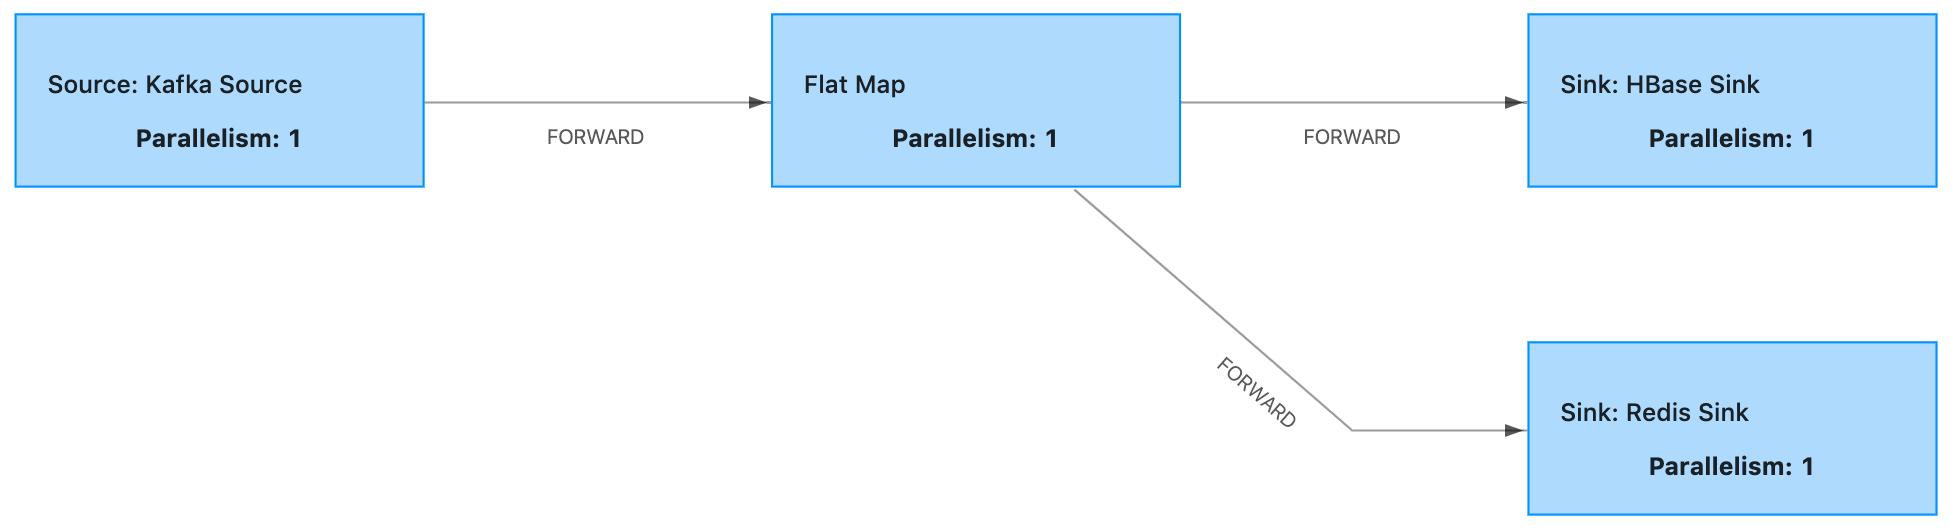 Source: Kafka Source
Parallelism: 1
FORWARD
Flat Map
Parallelism: 1
FORWARD
Sink: HBase Sink
Parallelism: 1
FORWARD
Sink: Redis Sink
Parallelism: 1